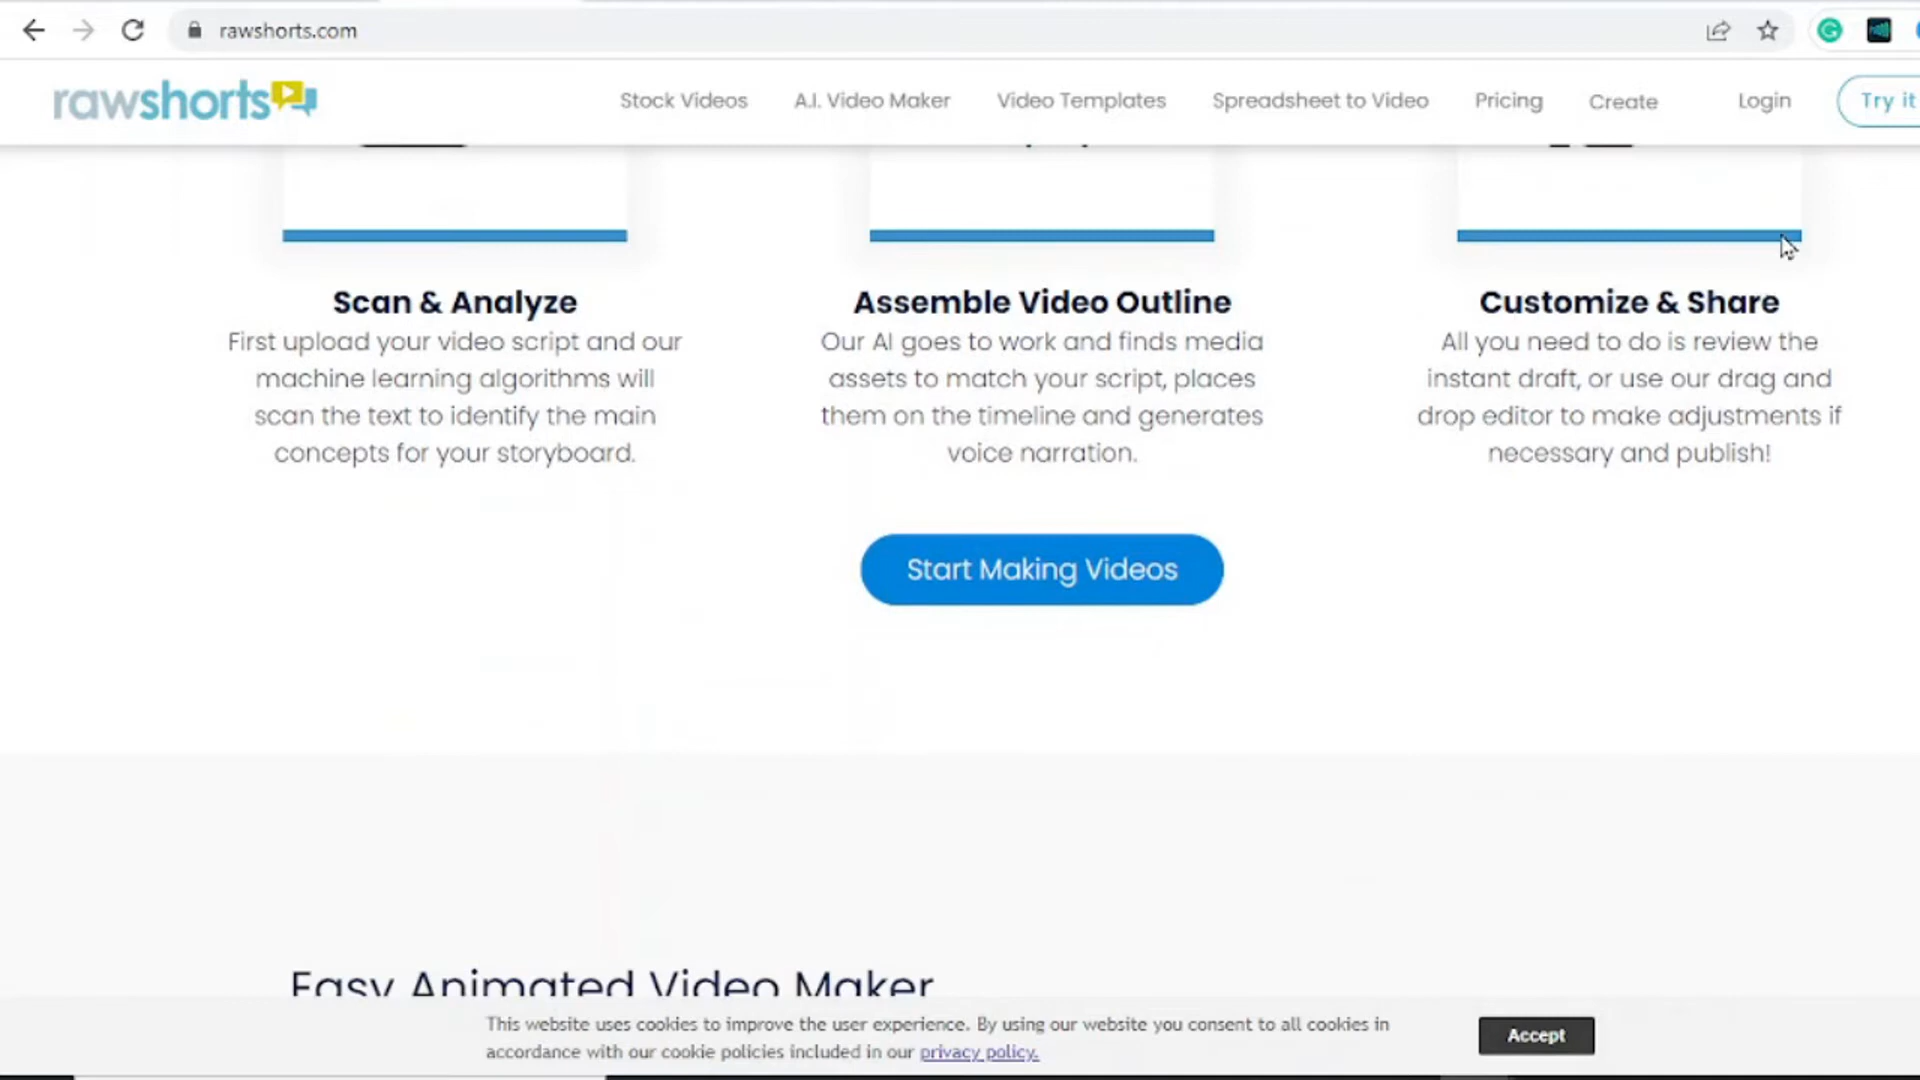 rawshorts.com
rawshorts
Stock Videos
A.I. Video Maker
Video Templates
Spreadsheet to Video
Pricing
Create
Login
Try it
Scan & Analyze
First upload your video script and our
machine learning algorithms will
scan the text to identify the main
concepts for your storyboard.
Assemble Video Outline
Our AI goes to work and finds media
assets to match your script, places
them on the timeline and generates
voice narration.
Customize & Share
All you need to do is review the
instant draft, or use our drag and
drop editor to make adjustments if
necessary and publish!
Start Making Videos
Easy Animated Video Maker
This website uses cookies to improve the user experience. By using our website you consent to all cookies in
accordance with our cookie policies included in our privacy policy.
Accept